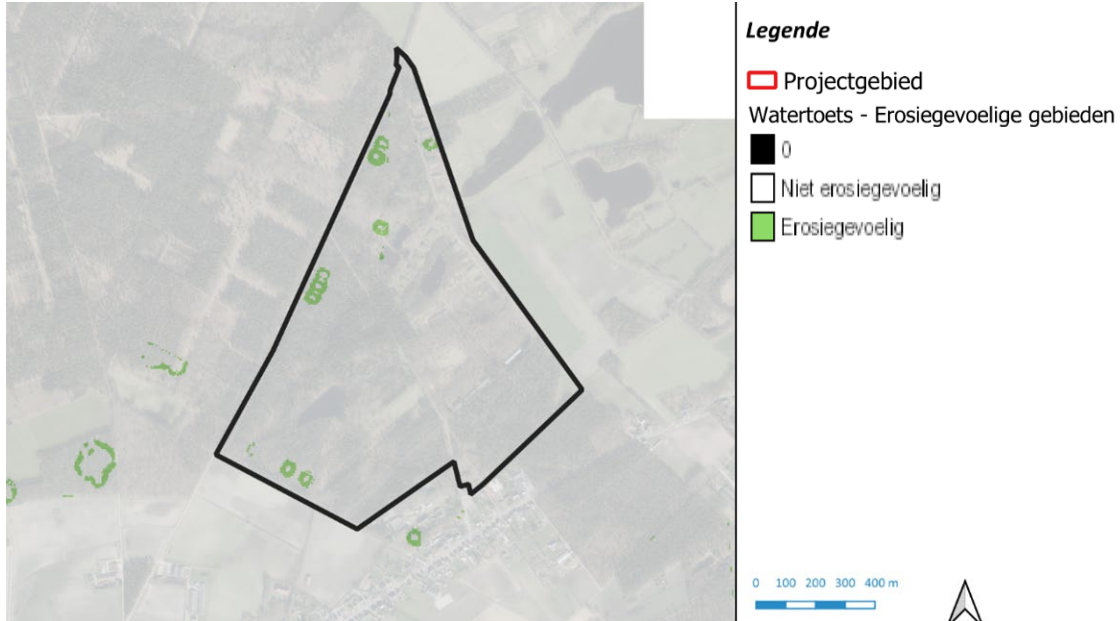 Legende
Projectgebied
Watertoets - Erosiegevoelige gebieden
0
Niet erosiegevoelig
Erosiegevoelig
0 100 200 300 400 m